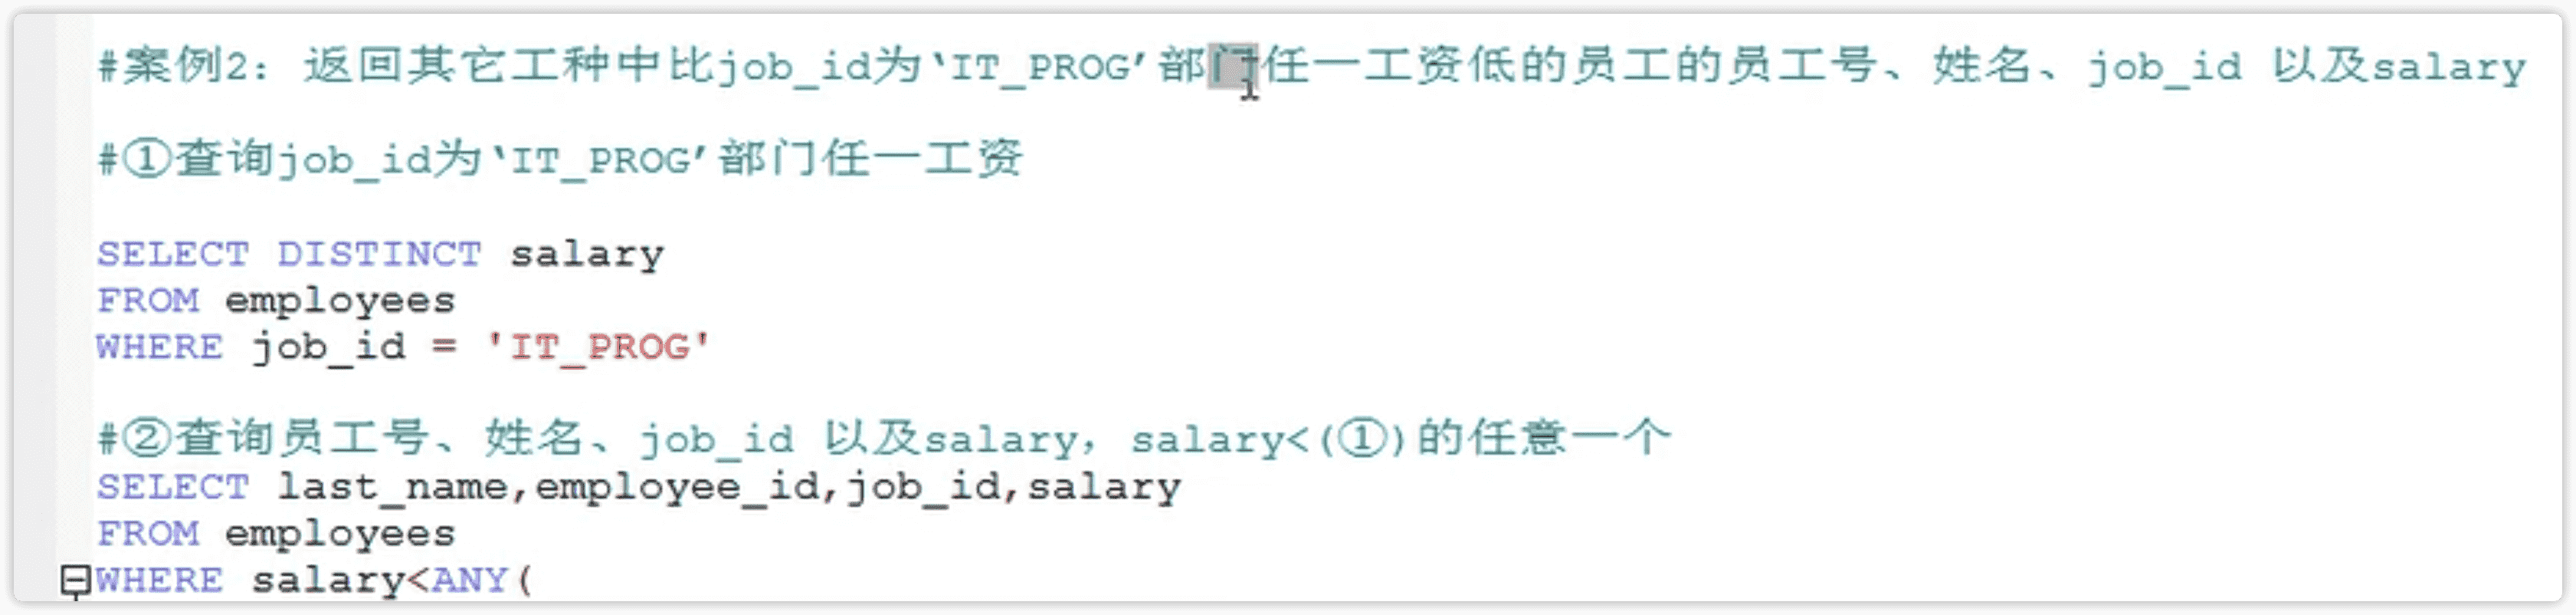 #案例2：返回其它工种中比job_id为‘IT_PROG’部门任一工资低的员工的员工号、姓名、job_id 以及salary
#①查询job_id为‘IT_PROG’部门任一工资
SELECT DISTINCT salary
FROM employees
WHERE job_id = 'IT_PROG'
#②查询员工号、姓名、job_id 以及salary，salary<(①)的任意一个
SELECT last_name,employee_id,job_id,salary
FROM employees
WHERE salary<ANY(